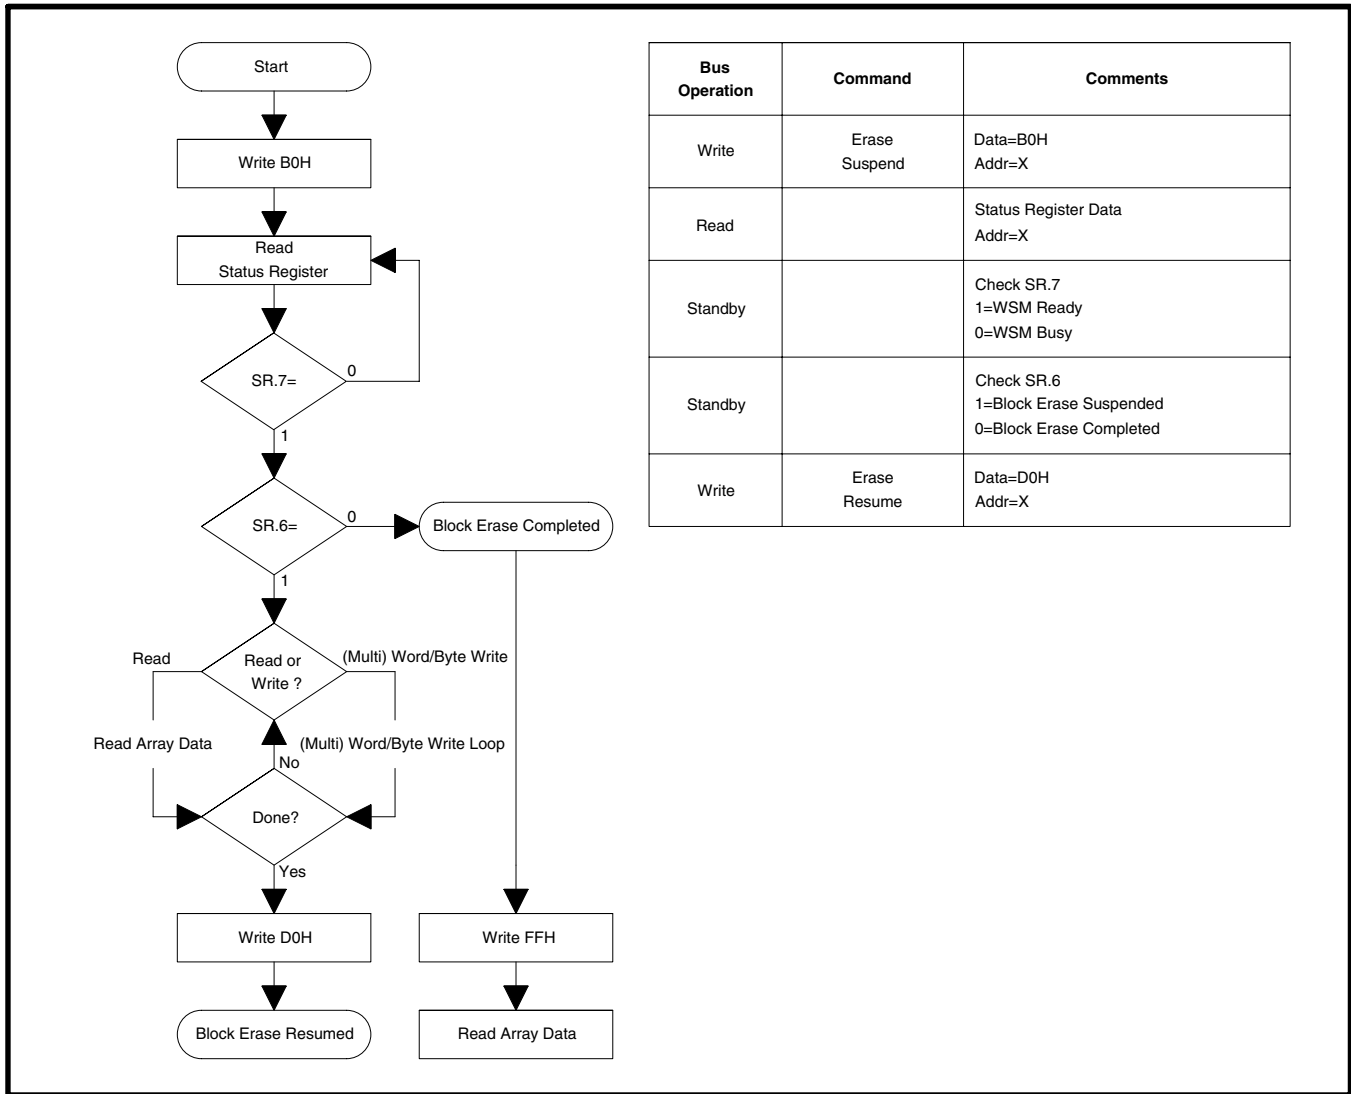 Start
Write B0H
Read
Status Register
SR.7=
0
1
SR.6=
0
Block Erase Completed
1
Read
Read or
Write ?
(Multi) Word/Byte Write
Read Array Data
(Multi) Word/Byte Write Loop
No
Done?
Yes
Write D0H
Write FFH
Block Erase Resumed
Read Array Data
Bus
Operation
Command
Comments
Write
Erase
Suspend
Data=B0H
Addr=X
Read
Status Register Data
Addr=X
Standby
Check SR.7
1=WSM Ready
0=WSM Busy
Standby
Check SR.6
1=Block Erase Suspended
0=Block Erase Completed
Write
Erase
Resume
Data=D0H
Addr=X